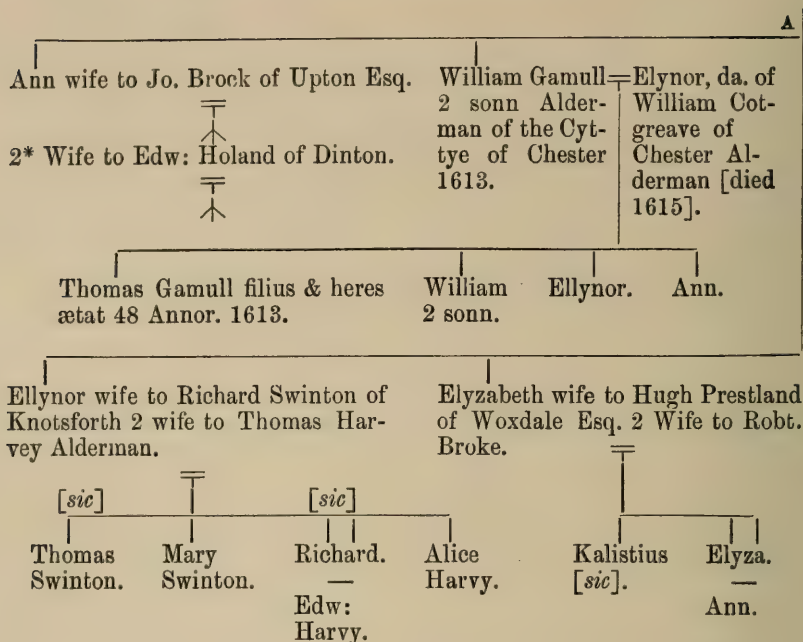 A
Ann wife to Jo. Brock of Upton Esq.
2* Wife to Edw: Holand of Dinton.
William Gamull
2 sonn Alder-
man of the Cyt-
tye of Chester
1613.
Elynor, da. of
William Cot-
greave of
Chester Al-
derman [died
1615].
Thomas Gamull filius & heres
ætat 48 Annor. 1613.
William
2 sonn.
Ellynor.
Ann.
Ellynor wife to Richard Swinton of
Knotsforth 2 wife to Thomas Har-
vey Alderman.
Elyzabeth wife to Hugh Prestland
of Woxdale Esq. 2 Wife to Robt.
Broke.
[sic]
[sic]
Thomas
Swinton.
Mary
Swinton.
Richard.
—
Edw:
Harvy.
Alice
Harvy.
Kalistius
[sic].
Elyza.
—
Ann.